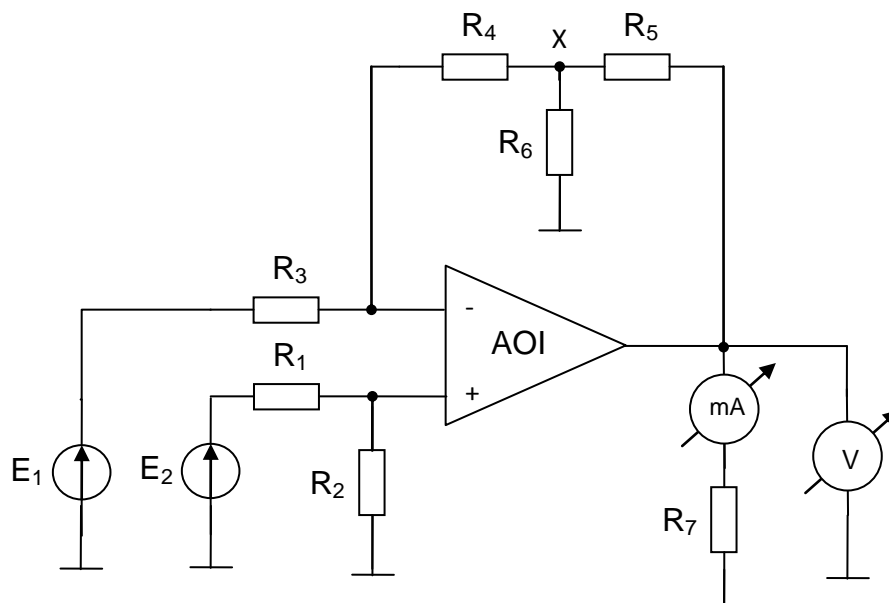 R₄
X
R₅
R₆
R₃
-
AOI
R₁
+
mA
E₁
E₂
R₂
V
R₇